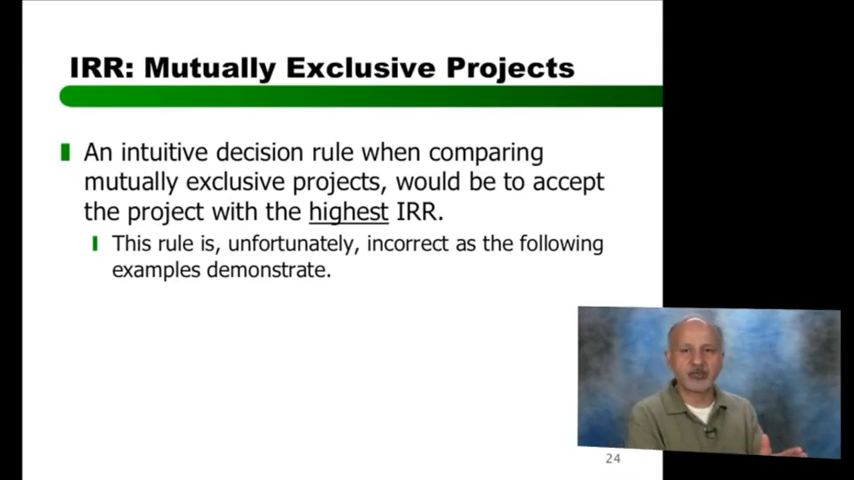 IRR: Mutually Exclusive Projects
An intuitive decision rule when comparing
mutually exclusive projects, would be to accept
the project with the highest IRR.
This rule is, unfortunately, incorrect as the following
examples demonstrate.
24